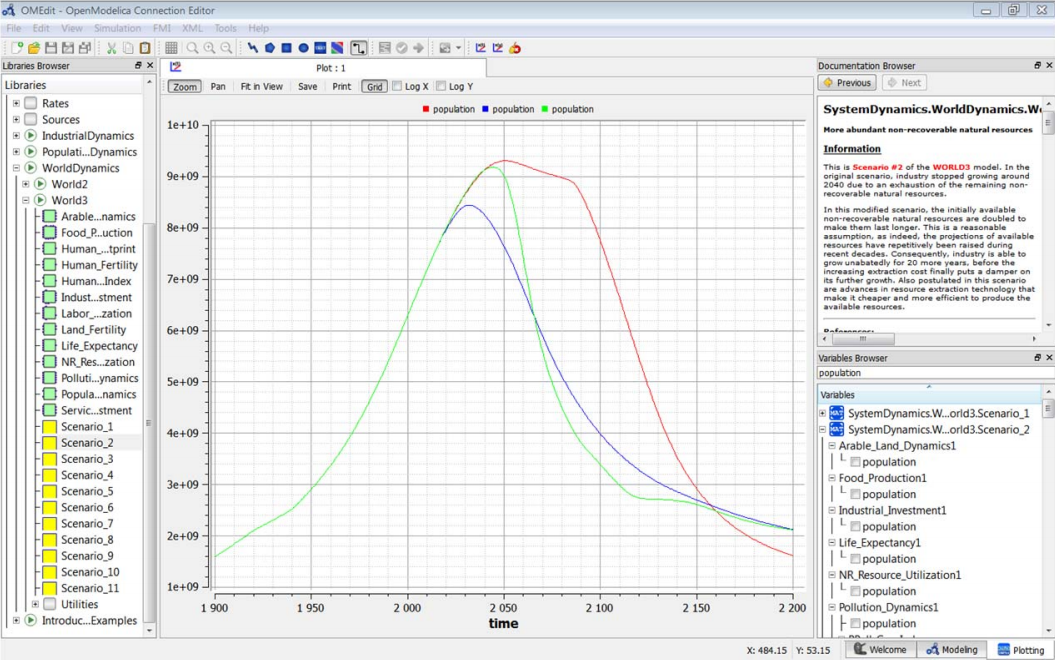 OMEdit - OpenModelica Connection Editor
File Edit View Simulation FMI XML Tools Help
Libraries Browser
Libraries
Rates
Sources
IndustrialDynamics
Populati...Dynamics
WorldDynamics
World2
World3
Arable...namics
Food_P...uction
Human_...tprint
Human_Fertility
Human...Index
Indust...stment
Labor_...zation
Land_Fertility
Life_Expectancy
NR_Res...zation
Polluti...ynamics
Popula...namics
Servic...stment
Scenario_1
Scenario_2
Scenario_3
Scenario_4
Scenario_5
Scenario_6
Scenario_7
Scenario_8
Scenario_9
Scenario_10
Scenario_11
Utilities
Introduc...Examples
Plot : 1
Zoom Pan Fit in View Save Print Grid Log X Log Y
population population population
1e+10
9e+09
8e+09
7e+09
6e+09
5e+09
4e+09
3e+09
2e+09
1e+09
1 900 1 950 2 000 2 050 2 100 2 150 2 200
time
Documentation Browser
Previous Next
SystemDynamics.WorldDynamics.W
More abundant non-recoverable natural resources
Information
This is Scenario #2 of the WORLD3 model. In the
original scenario, industry stopped growing around
2040 due to an exhaustion of the remaining non-
recoverable natural resources.
In this modified scenario, the initially available
non-recoverable natural resources are doubled to
make them last longer. This is a reasonable
assumption, as indeed, the projections of available
resources have repetitively been raised during
recent decades. Consequently, industry is able to
grow unabatedly for 20 more years, before the
increasing extraction cost finally puts a damper on
its further growth. Also postulated in this scenario
are advances in resource extraction technology that
make it cheaper and more efficient to produce the
available resources.
References:
Variables Browser
population
Variables
SystemDynamics.W...orld3.Scenario_1
SystemDynamics.W...orld3.Scenario_2
Arable_Land_Dynamics1
population
Food_Production1
population
Industrial_Investment1
population
Life_Expectancy1
population
NR_Resource_Utilization1
population
Pollution_Dynamics1
population
X: 484.15 Y: 53.15 Welcome Modeling Plotting